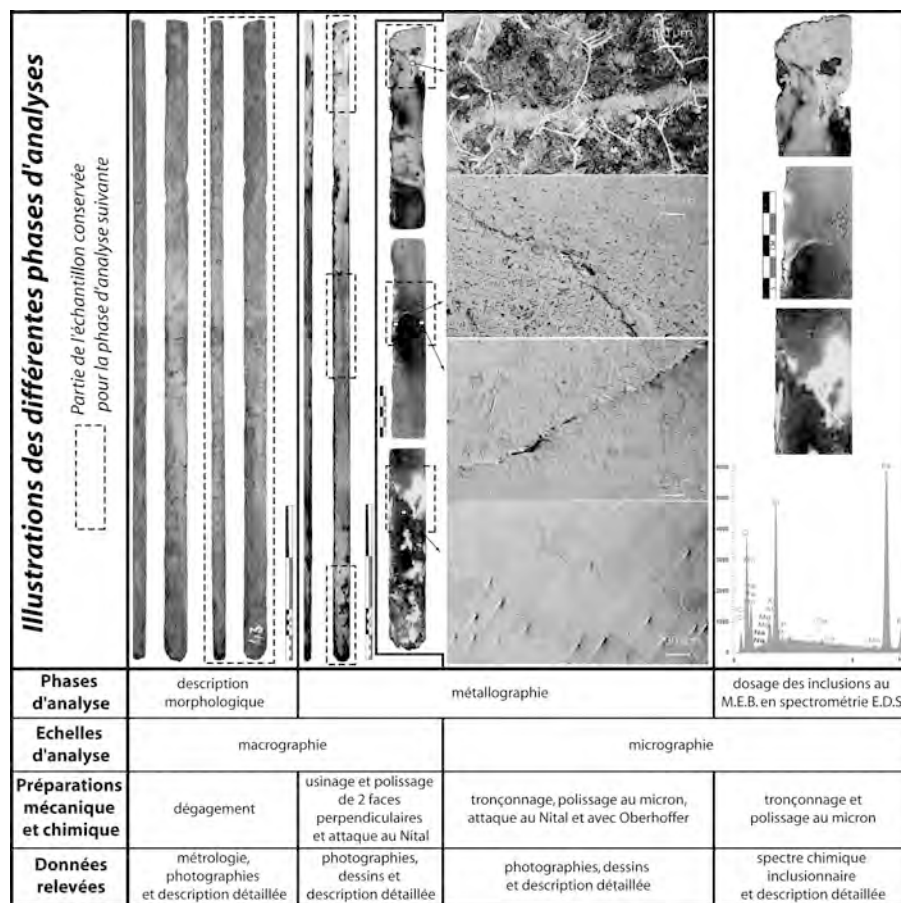 Illustrations des différentes phases d'analyses
Partie de l'échantillon conservée
pour la phase d'analyse suivante
Phases
d'analyse
description
morphologique
métallographie
dosage des inclusions au
M.E.B. en spectrométrie E.D.S
Echelles
d'analyse
macrographie
micrographie
Préparations
mécanique
et chimique
dégagement
usinage et polissage
de 2 faces
perpendiculaires
et attaque au Nital
tronçonnage, polissage au micron,
attaque au Nital et avec Oberhoffer
tronçonnage et
polissage au micron
Données
relevées
métrologie,
photographies
et description détaillée
photographies,
dessins et
description détaillée
photographies, dessins
et description détaillée
spectre chimique
inclusionnaire
et description détaillée